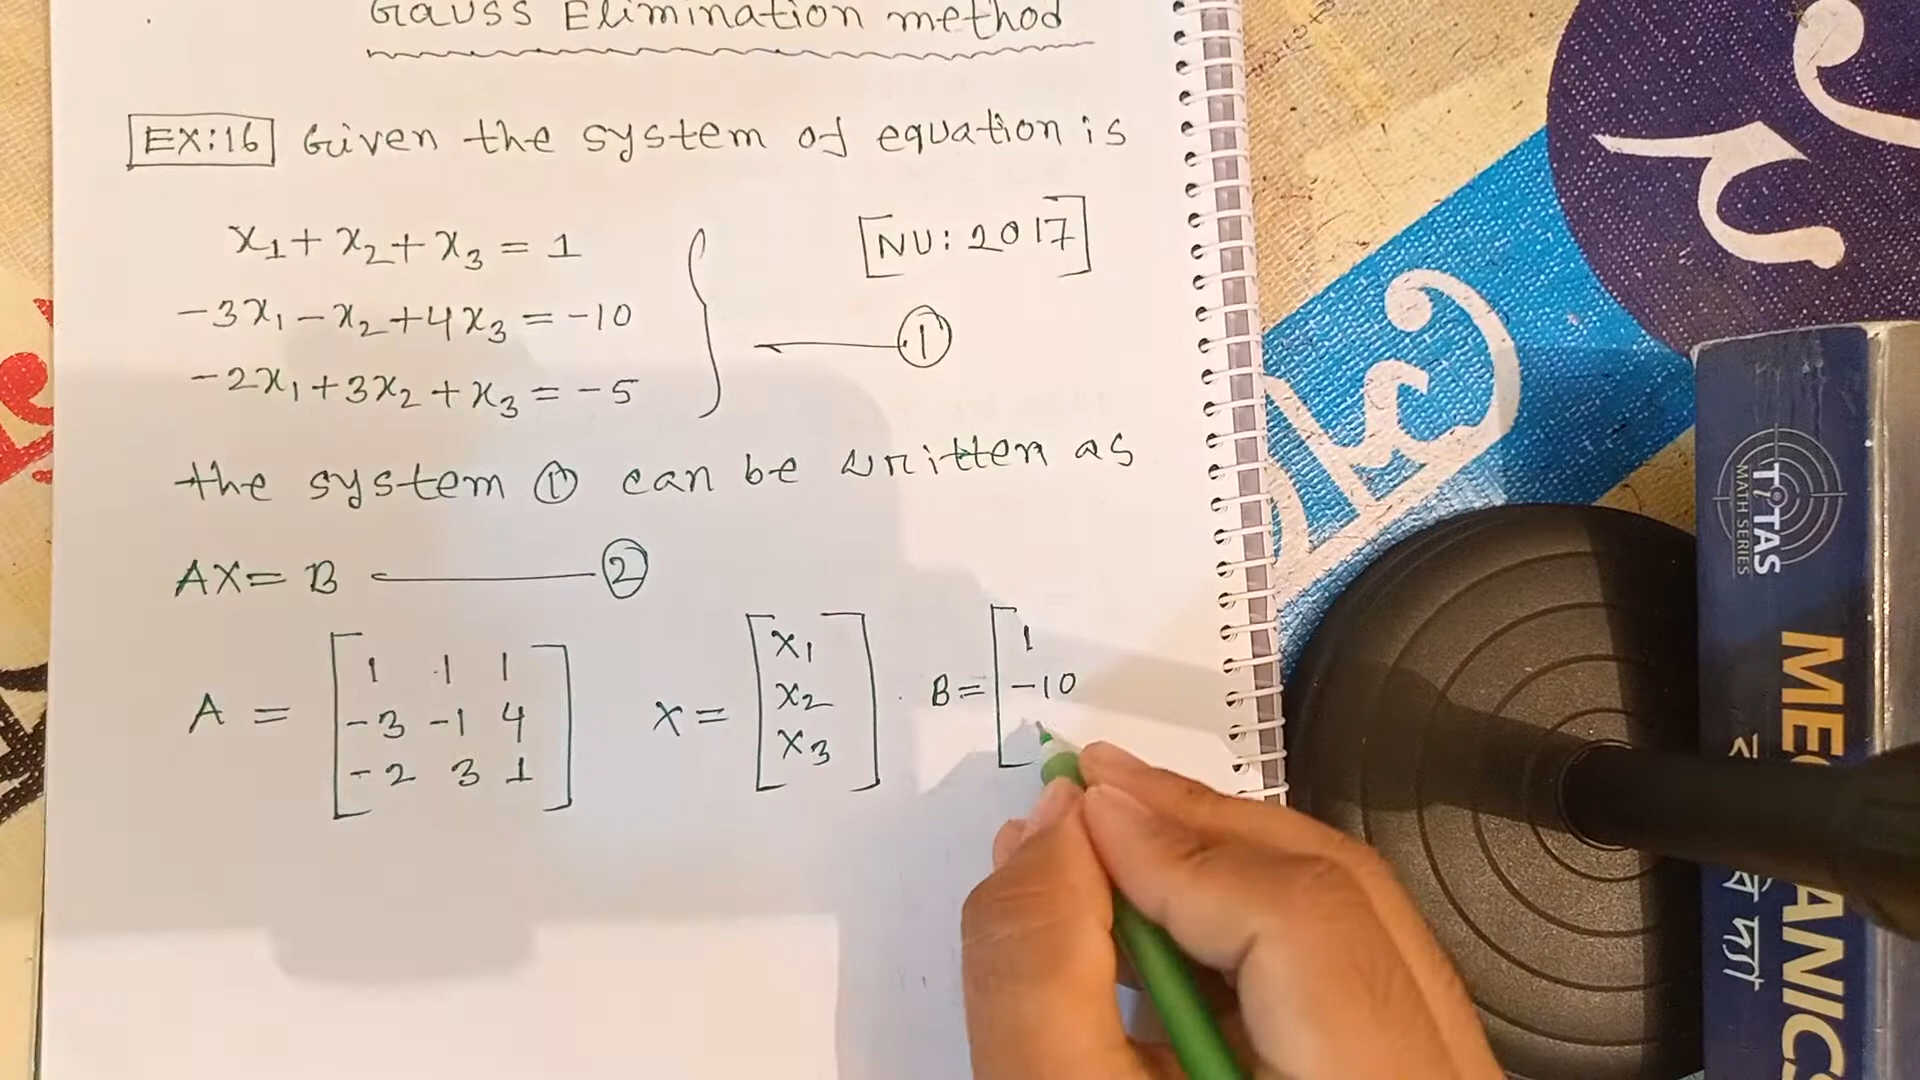 Gauss Elimination method
EX:16 Given the system of equation is
x₁ + x₂ + x₃ = 1
-3x₁ - x₂ + 4x₃ = -10
-2x₁ + 3x₂ + x₃ = -5
[NU: 2017]
①
the system ① can be written as
AX = B ②
A = [1 1 1
-3 -1 4
-2 3 1]
X = [x₁
x₂
x₃]
B = [1
-10
TITAS
MATH SERIES
MECHANICS